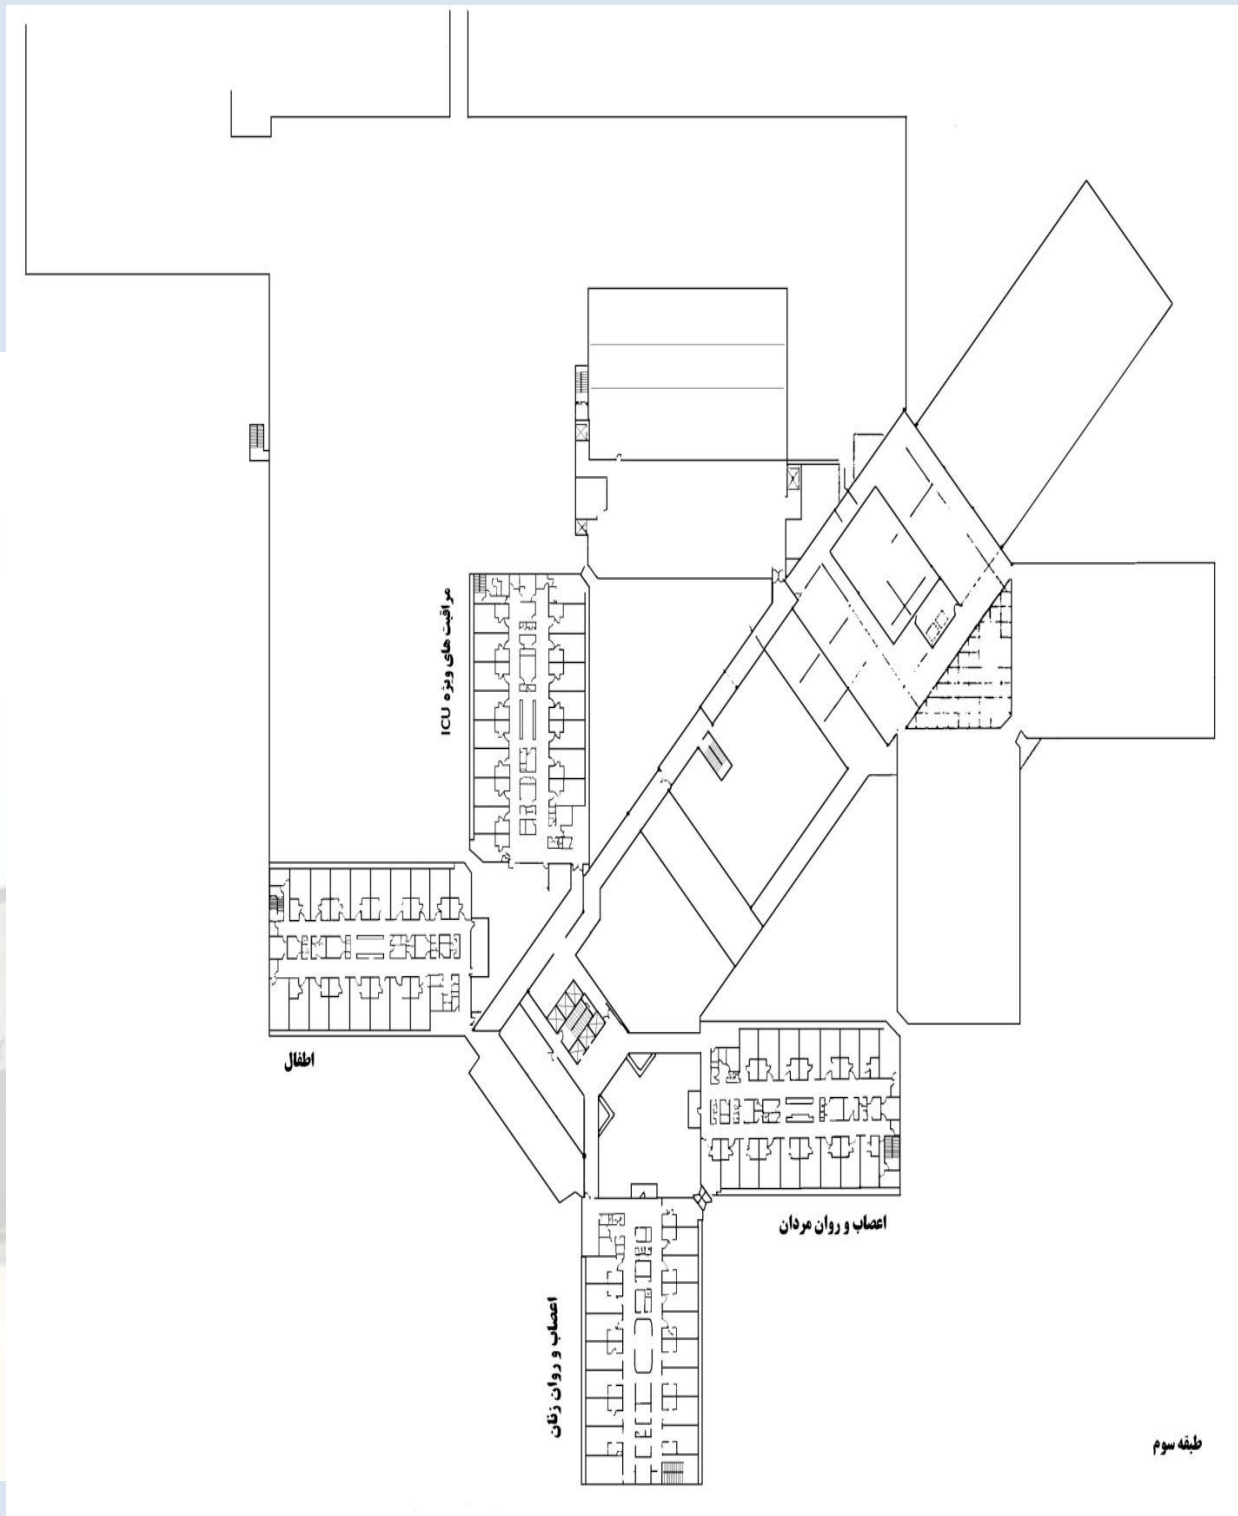 مراقبت های ویژه ICU
اطفال
اعصاب و روان مردان
اعصاب و روان زنان
طبقه سوم